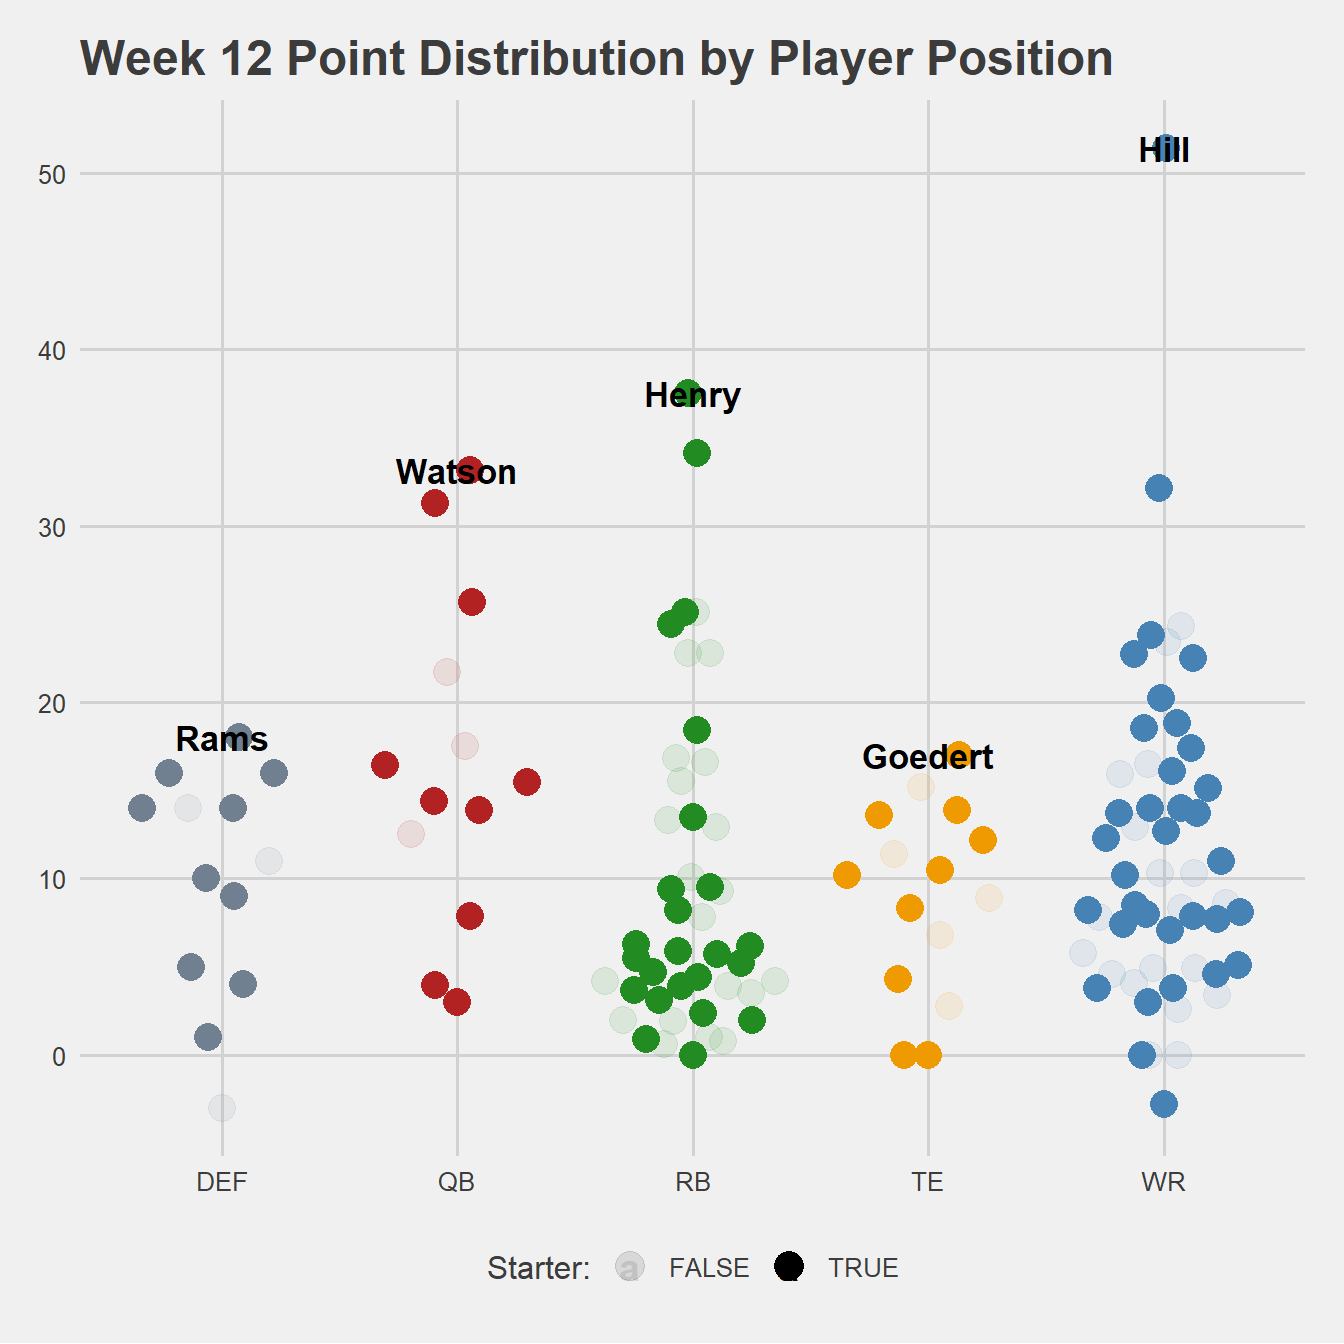 Week 12 Point Distribution by Player Position
Hill
50
40
Henry
Watson
30
20
Rams
Goedert
10
0
DEF QB RB TE WR
Starter: a FALSE TRUE